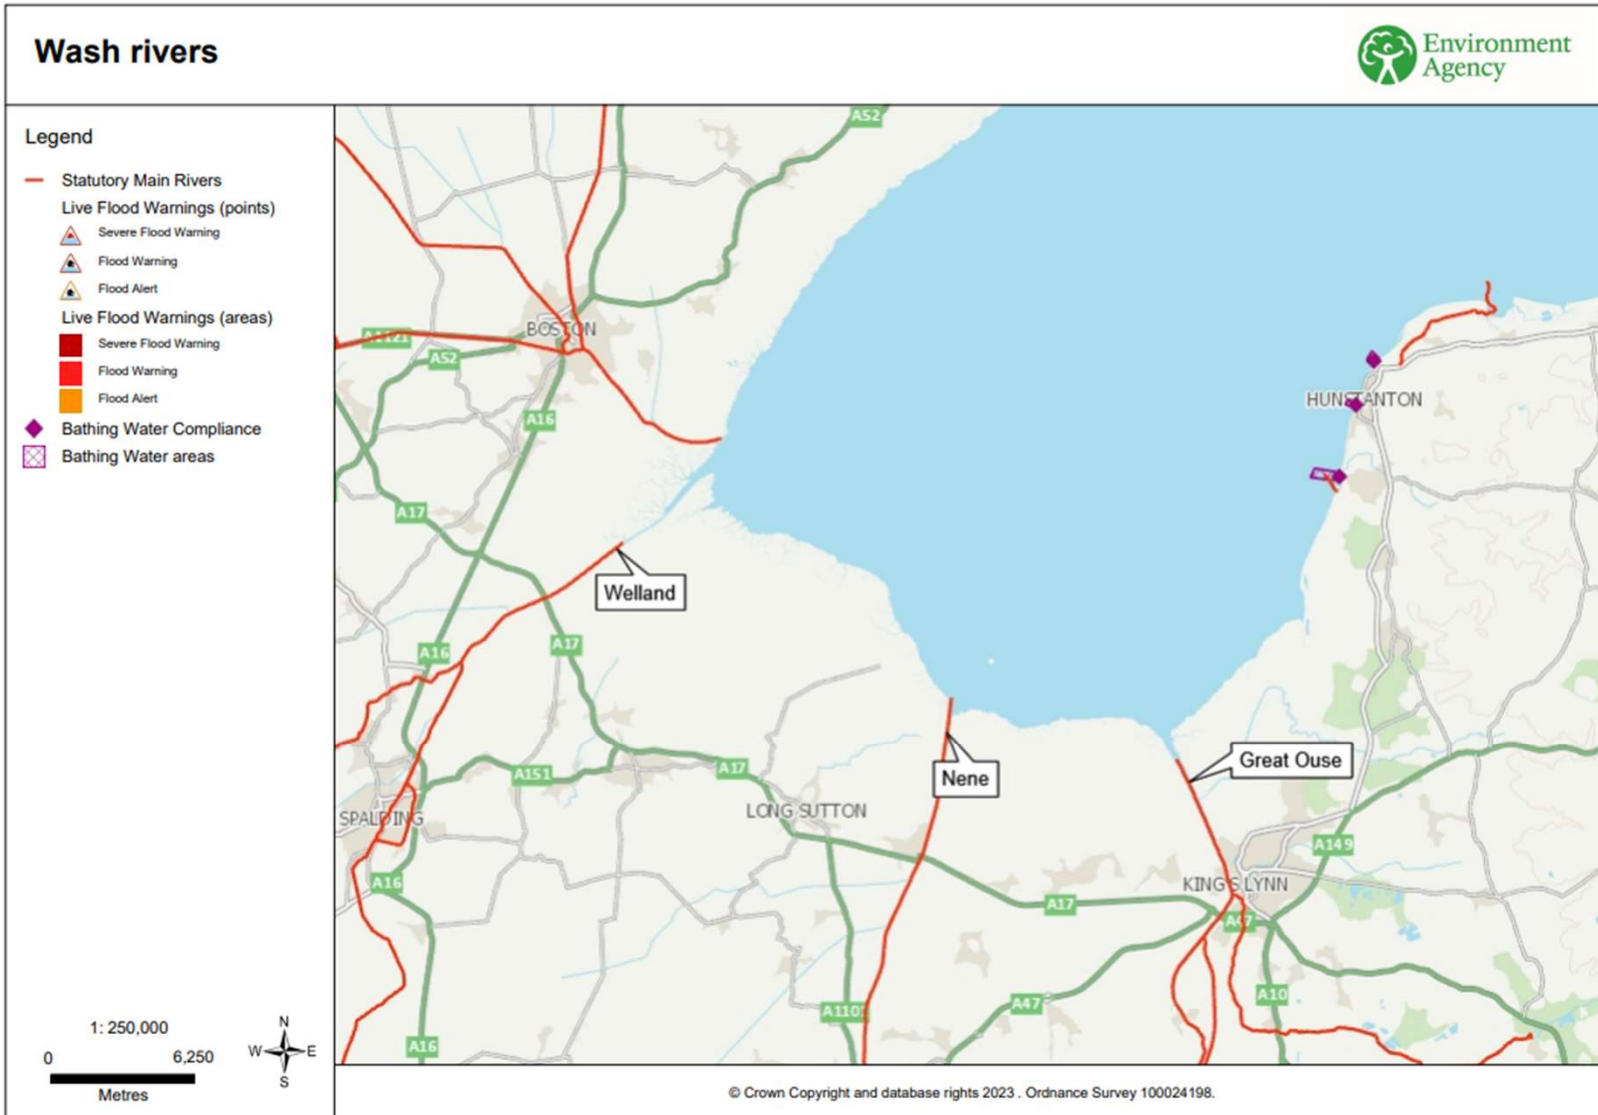 Wash rivers
Environment
Agency
Legend
Statutory Main Rivers
Live Flood Warnings (points)
Severe Flood Warning
Flood Warning
Flood Alert
Live Flood Warnings (areas)
Severe Flood Warning
Flood Warning
Flood Alert
Bathing Water Compliance
Bathing Water areas
1: 250,000
0 6,250
Metres
N
W E
S
A52
BOSTON
A1121
A52
A16
HUNSTANTON
A17
Welland
A16
A17
A151
A17
Nene
Great Ouse
SPALDING
LONG SUTTON
A149
A16
KING'S LYNN
A17
A47
A47
A10
A16
© Crown Copyright and database rights 2023 . Ordnance Survey 100024198.